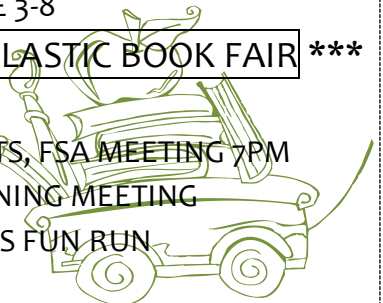 E 3-8
LASTIC BOOK FAIR ***
TS, FSA MEETING 7PM
NING MEETING
S FUN RUN